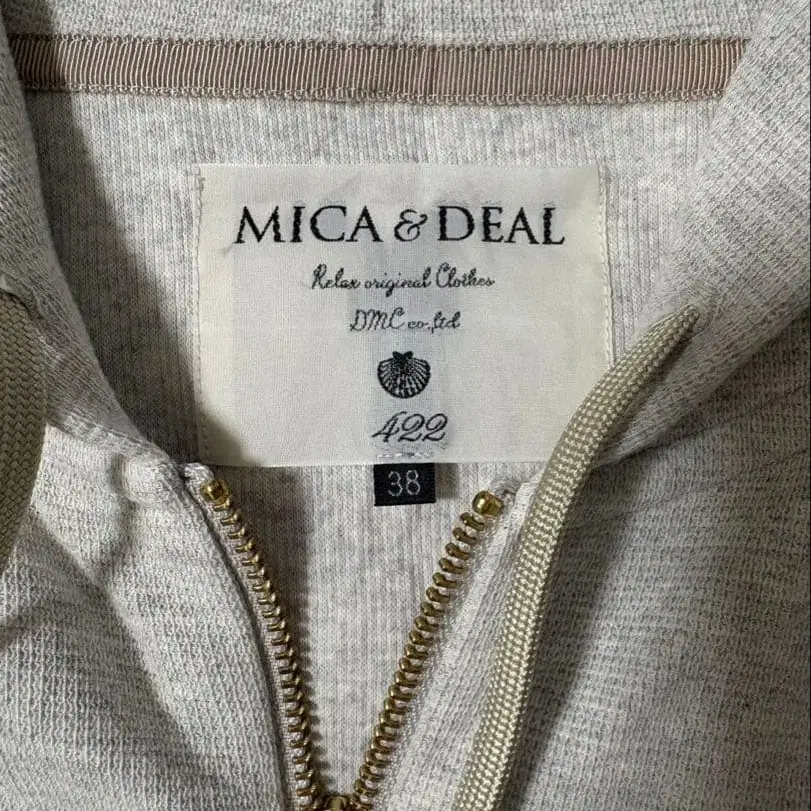 MICA & DEAL
Relax original Clothes
DMC co.,ltd
422
38